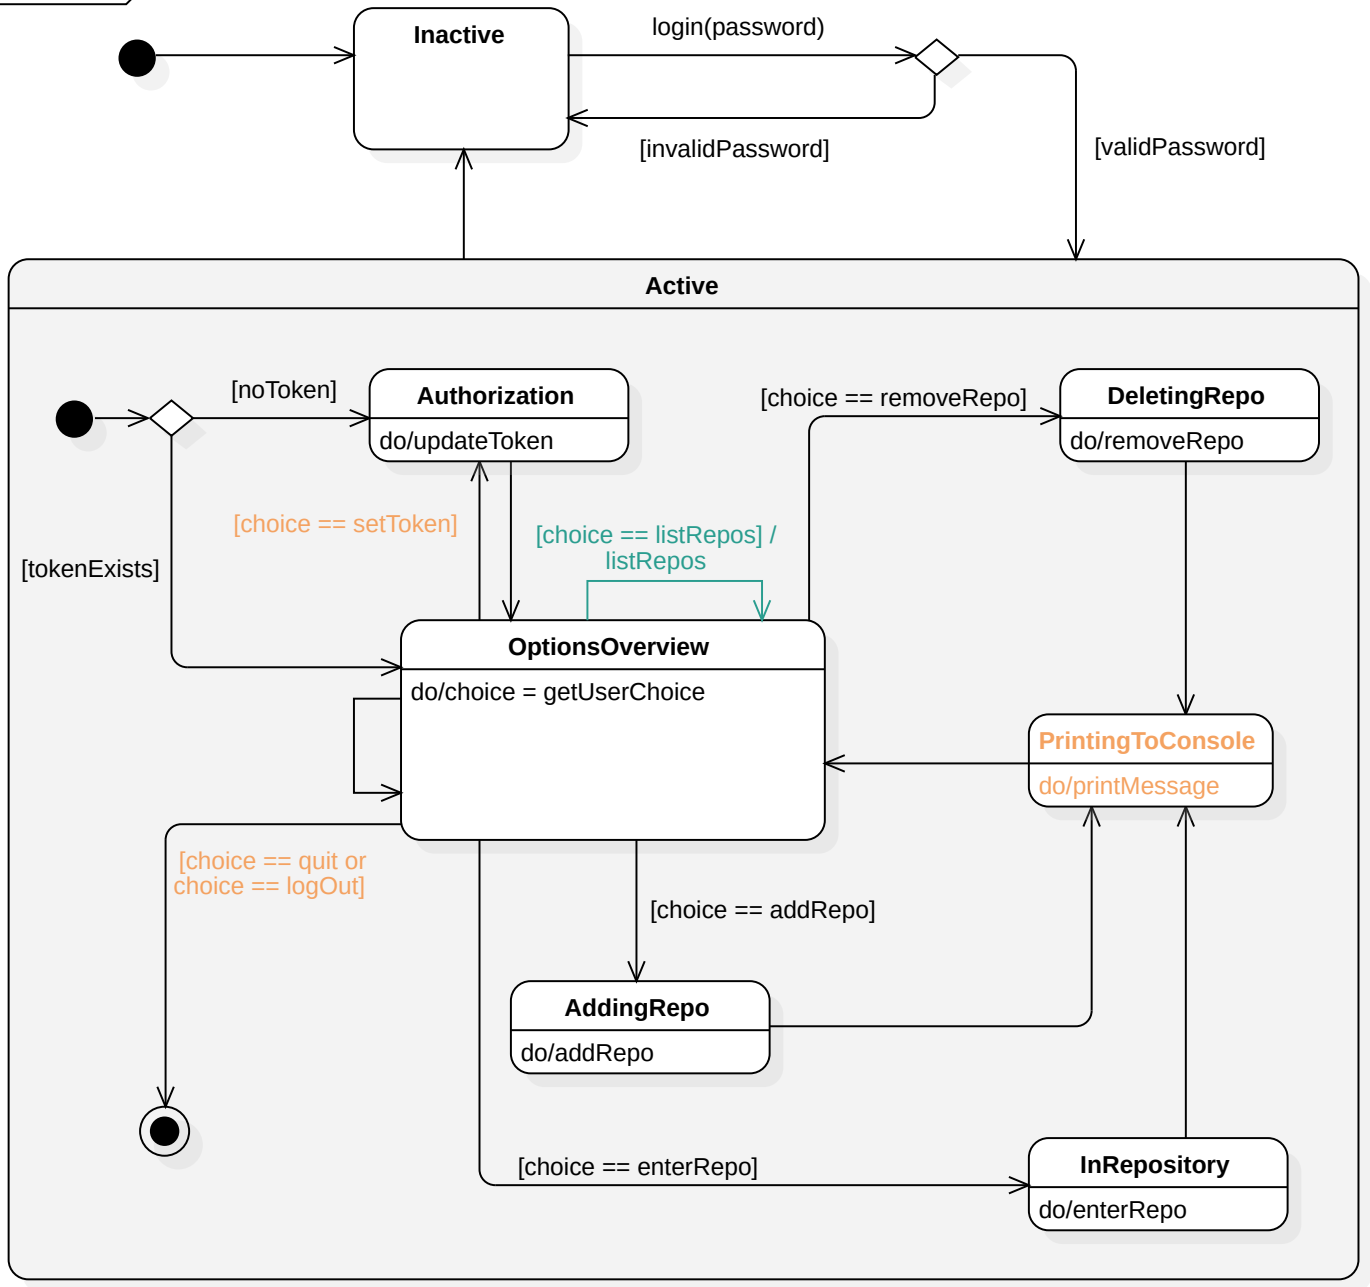 Inactive
login(password)
[invalidPassword]
[validPassword]
Active
[noToken]
Authorization
do/updateToken
[choice == removeRepo]
DeletingRepo
do/removeRepo
[choice == setToken]
[choice == listRepos] /
listRepos
[tokenExists]
OptionsOverview
do/choice = getUserChoice
PrintingToConsole
do/printMessage
[choice == quit or
choice == logOut]
[choice == addRepo]
AddingRepo
do/addRepo
[choice == enterRepo]
InRepository
do/enterRepo